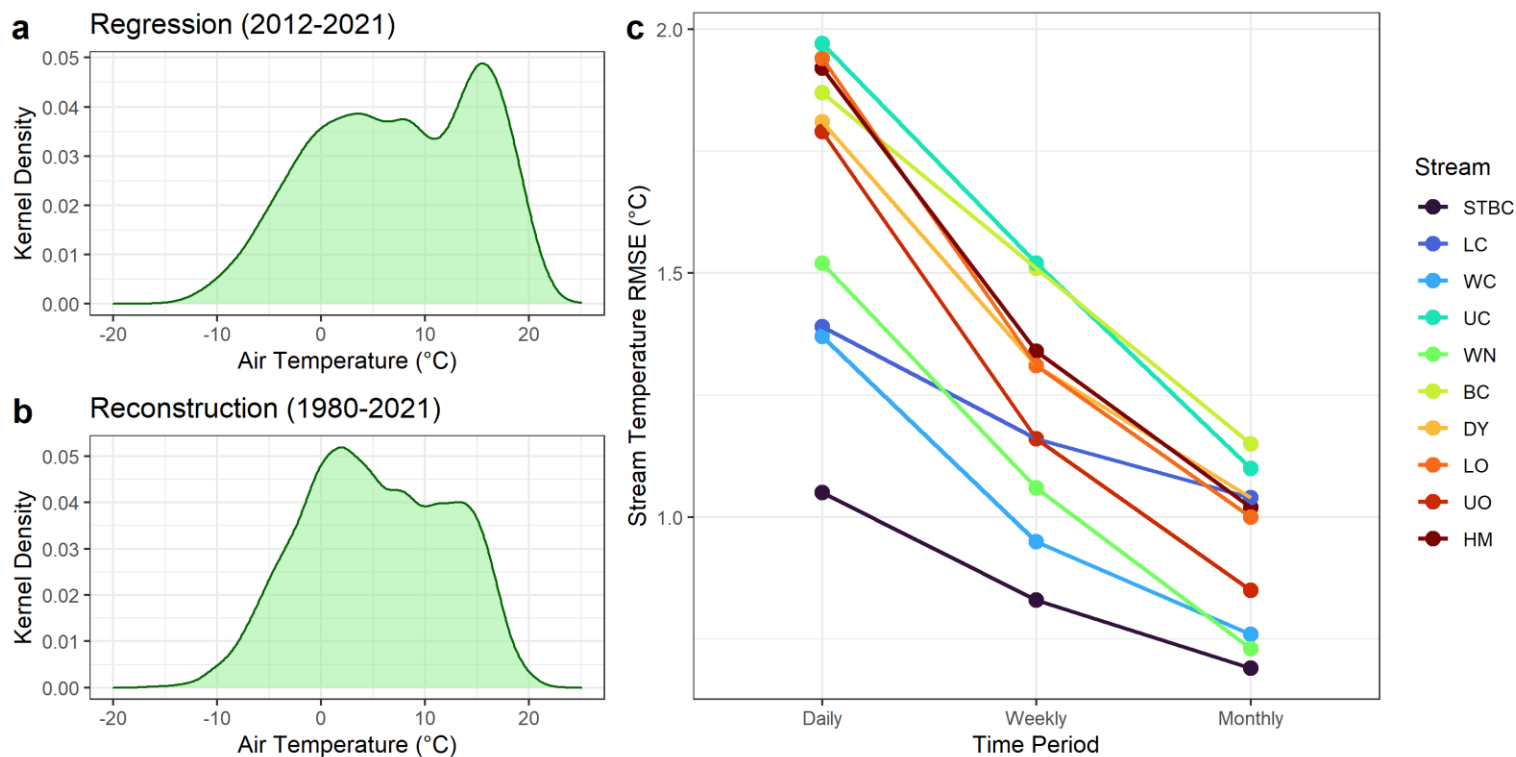 a Regression (2012-2021)
Kernel Density
0.05
0.04
0.03
0.02
0.01
0.00
-20 -10 0 10 20
Air Temperature (°C)
b Reconstruction (1980-2021)
Kernel Density
0.05
0.04
0.03
0.02
0.01
0.00
-20 -10 0 10 20
Air Temperature (°C)
c
Stream Temperature RMSE (°C)
2.0
1.5
1.0
Daily Weekly Monthly
Time Period
Stream
STBC
LC
WC
UC
WN
BC
DY
LO
UO
HM